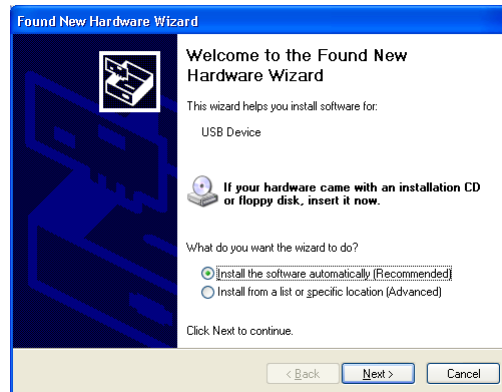 Found New Hardware Wizard
Welcome to the Found New
Hardware Wizard
This wizard helps you install software for:
USB Device
If your hardware came with an installation CD
or floppy disk, insert it now.
What do you want the wizard to do?
Install the software automatically (Recommended)
Install from a list or specific location (Advanced)
Click Next to continue.
< Back Next > Cancel